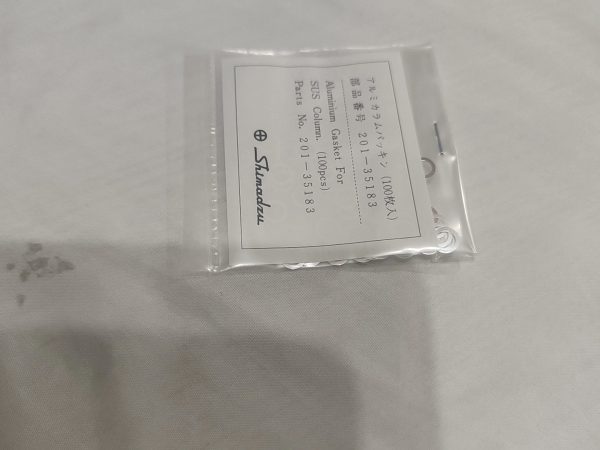 アルミカラムパッキン (100枚入)
部品番号 201-35183
Aluminium Gasket For
SUS Column. (100pcs)
Parts No. 201-35183
Shimadzu